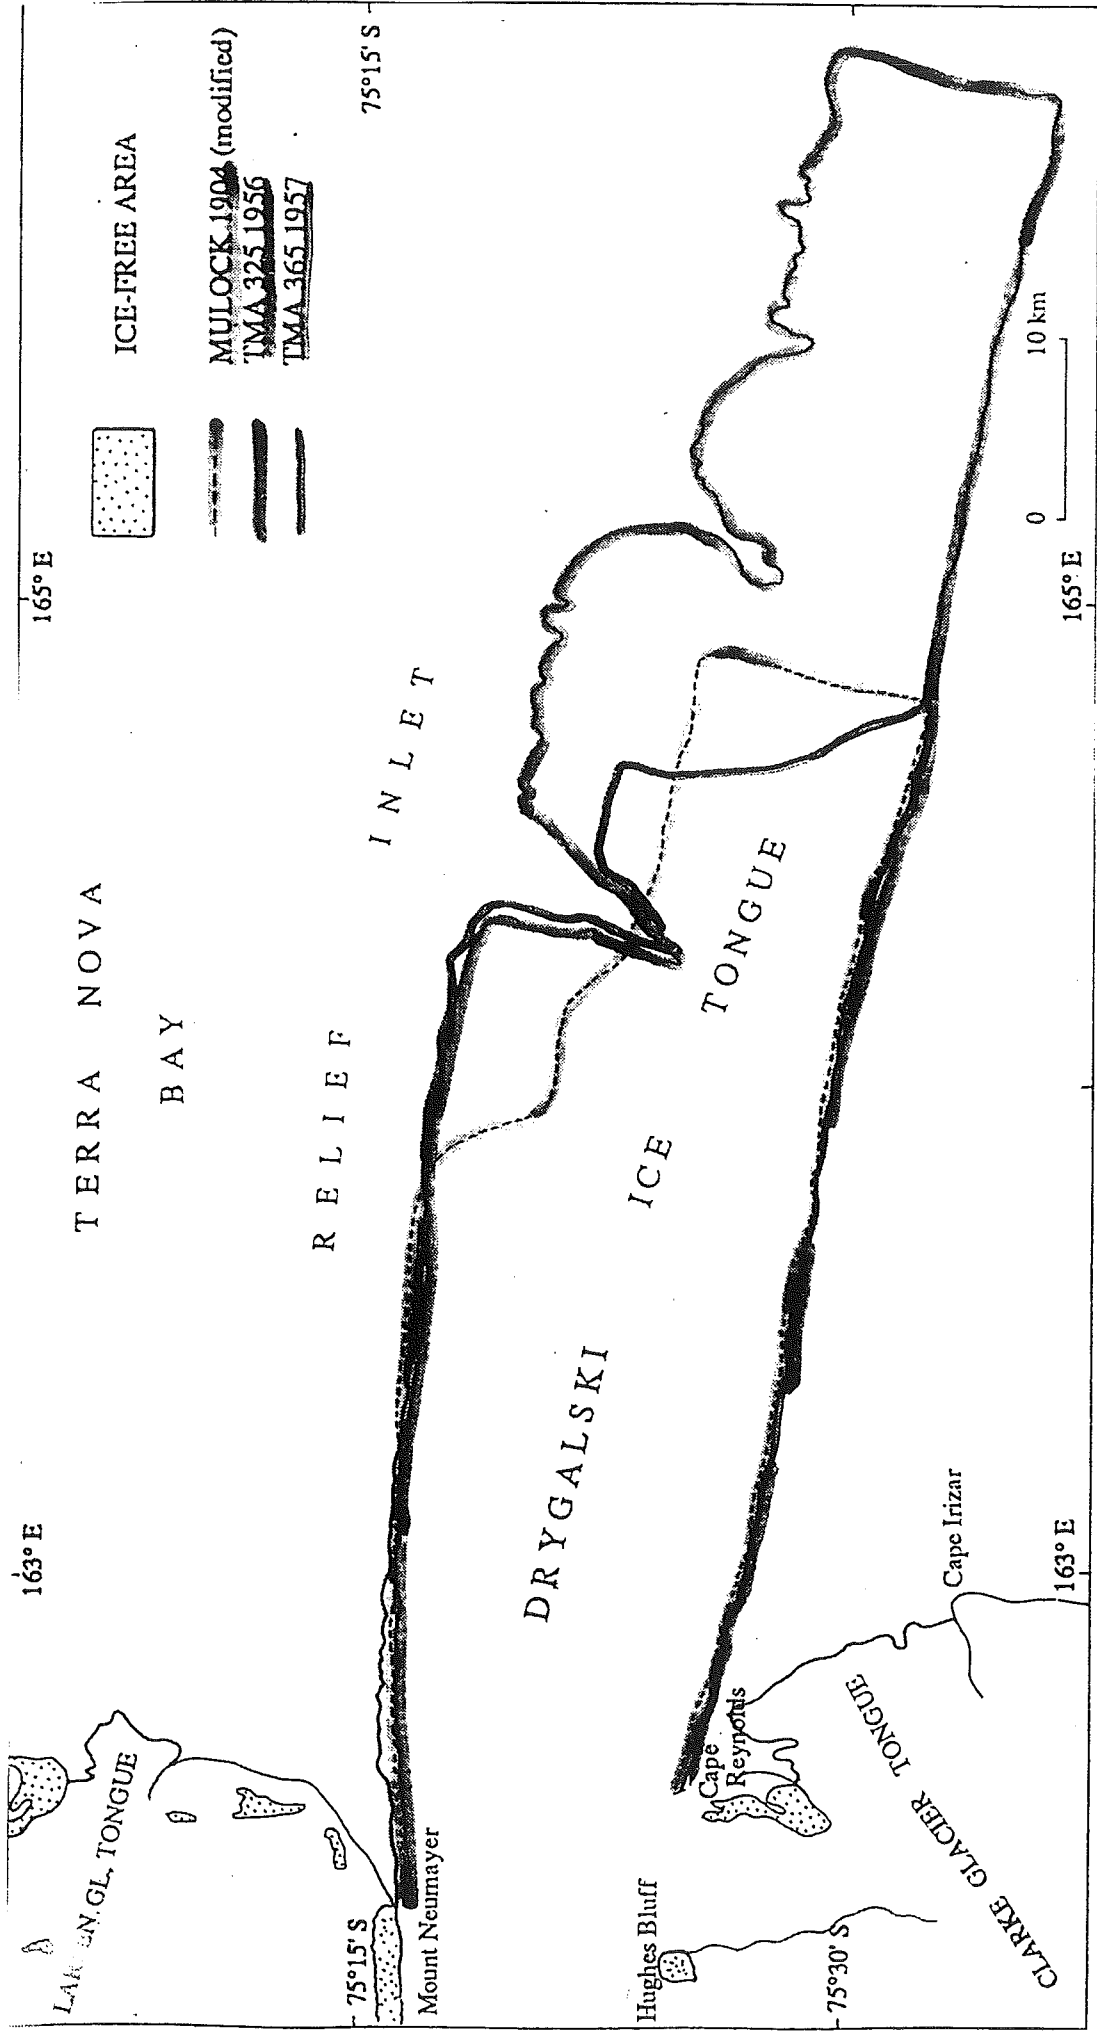 163° E
165° E
TERRA NOVA
BAY
RELIEF
INLET
ICE-FREE AREA
MULOCK 1904 (modified)
TMA 325 1956
TMA 365 1957
75°15' S
GL. TONGUE
75°15' S
Mount Neumayer
DRYGALSKI
ICE
TONGUE
Hughes Bluff
Cape
Reynolds
75°30' S
CLARKE GLACIER TONGUE
Cape Irizar
163° E
165° E
0
10 km